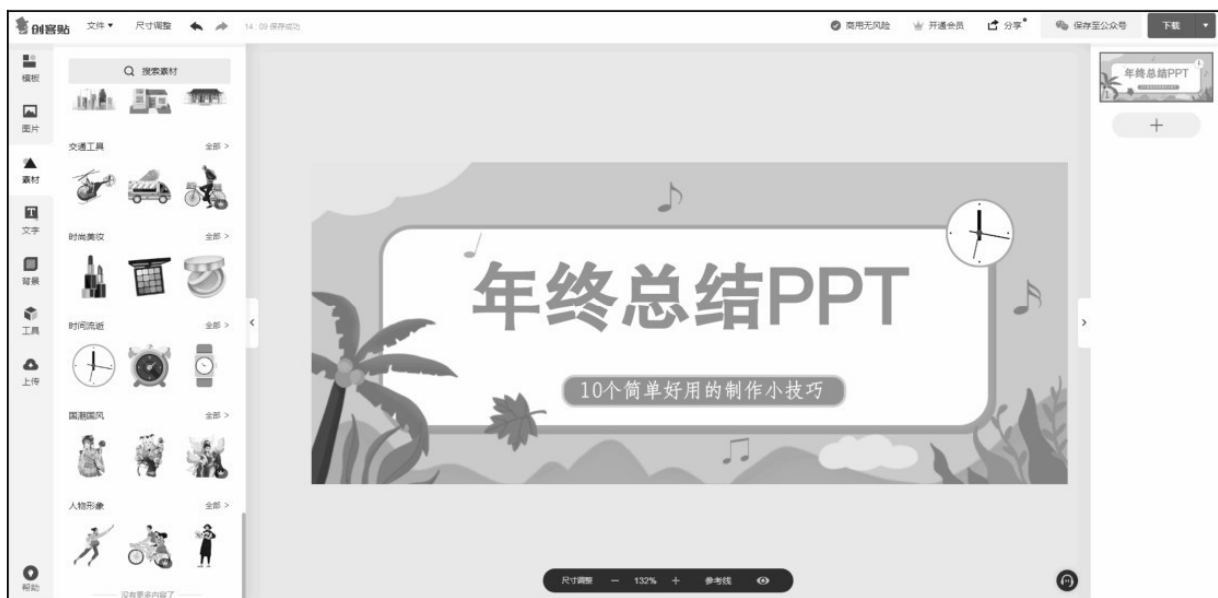 创客贴 文件 尺寸调整 14:09 保存成功 商用无风险 开通会员 分享 保存至公众号 下载
模板
图片
素材
文字
背景
工具
上传
帮助
搜索素材
交通工具 全部 >
时尚美妆 全部 >
时间流逝 全部 >
国潮国风 全部 >
人物形象 全部 >
没有更多内容了
年终总结PPT
10个简单好用的制作小技巧
尺寸调整 − 132% + 参考线
年终总结PPT
1